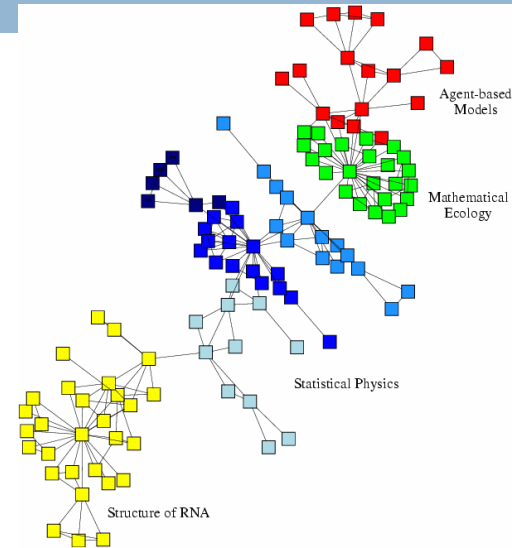 Agent-based
Models
Mathematical
Ecology
Statistical Physics
Structure of RNA